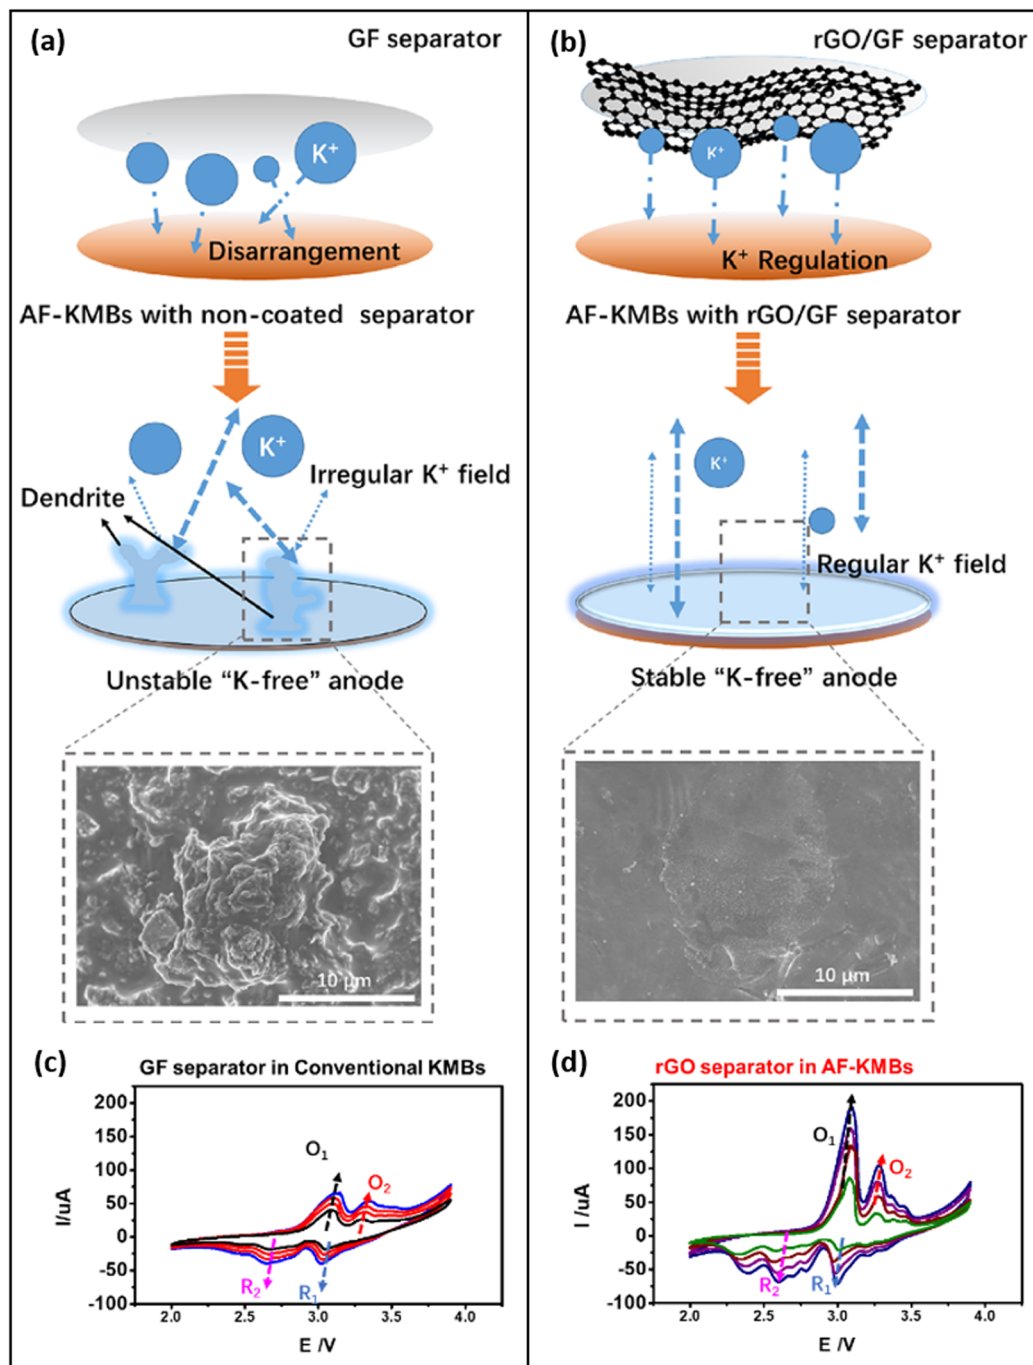 (a)
GF separator
K⁺
Disarrangement
AF-KMBs with non-coated separator
K⁺
Irregular K⁺ field
Dendrite
Unstable “K-free” anode
10 μm
(b)
rGO/GF separator
K⁺
K⁺ Regulation
AF-KMBs with rGO/GF separator
K⁺
Regular K⁺ field
Stable “K-free” anode
10 μm
(c)
GF separator in Conventional KMBs
200
150
100
50
0
-50
-100
I/uA
O₁
O₂
R₂
R₁
2.0 2.5 3.0 3.5 4.0
E /V
(d)
rGO separator in AF-KMBs
200
150
100
50
0
-50
-100
I /uA
O₁
O₂
R₂
R₁
2.0 2.5 3.0 3.5 4.0
E /V